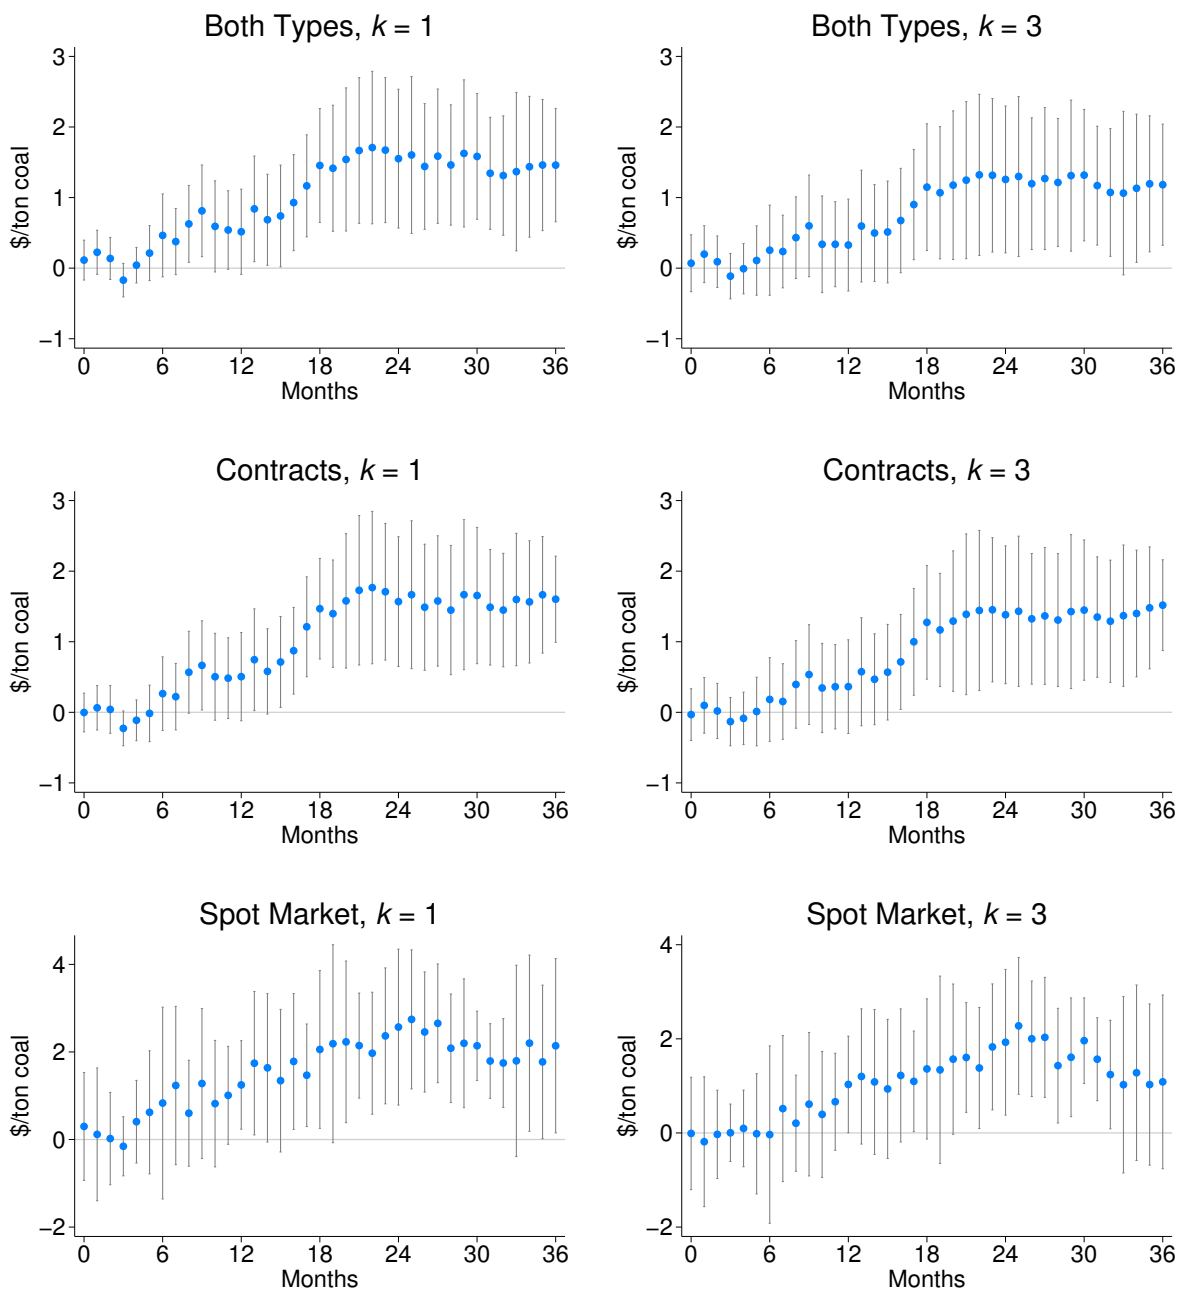 Both Types, k = 1
$/ton coal
3
2
1
0
−1
0 6 12 18 24 30 36
Months
Both Types, k = 3
$/ton coal
3
2
1
0
−1
0 6 12 18 24 30 36
Months
Contracts, k = 1
$/ton coal
3
2
1
0
−1
0 6 12 18 24 30 36
Months
Contracts, k = 3
$/ton coal
3
2
1
0
−1
0 6 12 18 24 30 36
Months
Spot Market, k = 1
$/ton coal
4
2
0
−2
0 6 12 18 24 30 36
Months
Spot Market, k = 3
$/ton coal
4
2
0
−2
0 6 12 18 24 30 36
Months